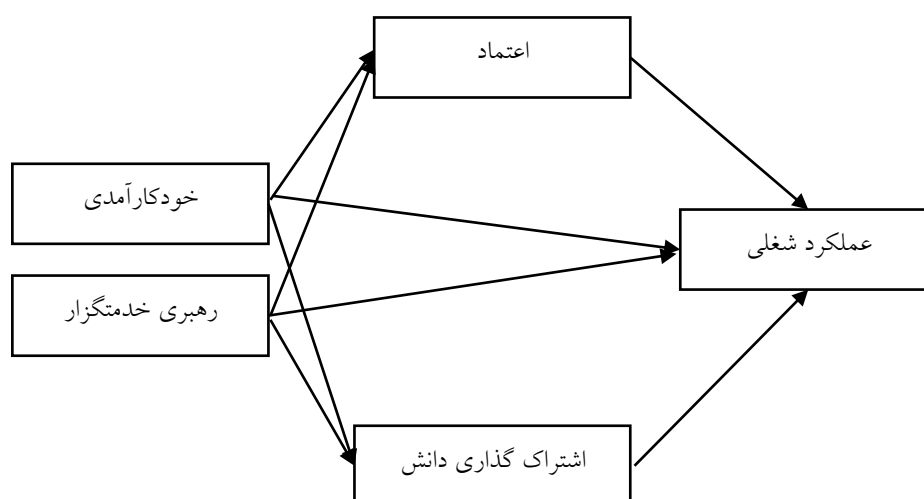 اعتماد
خودکارآمدی
عملکرد شغلی
رهبری خدمتگزار
اشتراک گذاری دانش